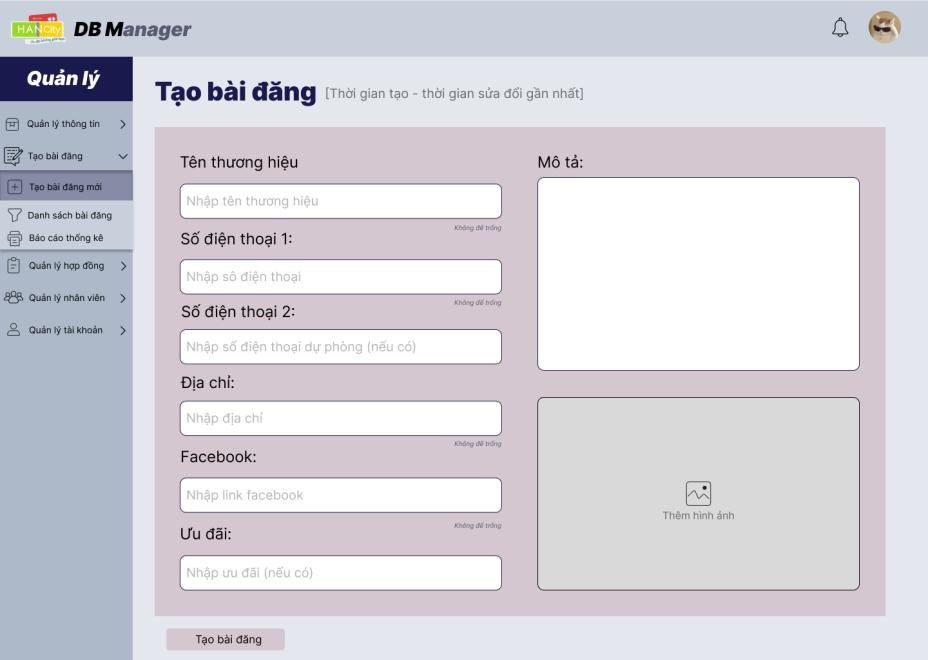 HANCity
DB Manager
Quản lý
Quản lý thông tin
Tạo bài đăng
Tạo bài đăng mới
Danh sách bài đăng
Báo cáo thống kê
Quản lý hợp đồng
Quản lý nhân viên
Quản lý tài khoản
Tạo bài đăng [Thời gian tạo - thời gian sửa đổi gần nhất]
Tên thương hiệu
Nhập tên thương hiệu
Không để trống
Số điện thoại 1:
Nhập sô điện thoại
Không để trống
Số điện thoại 2:
Nhập số điện thoại dự phòng (nếu có)
Địa chỉ:
Nhập địa chỉ
Không để trống
Facebook:
Nhập link facebook
Không để trống
Ưu đãi:
Nhập ưu đãi (nếu có)
Mô tả:
Thêm hình ảnh
Tạo bài đăng